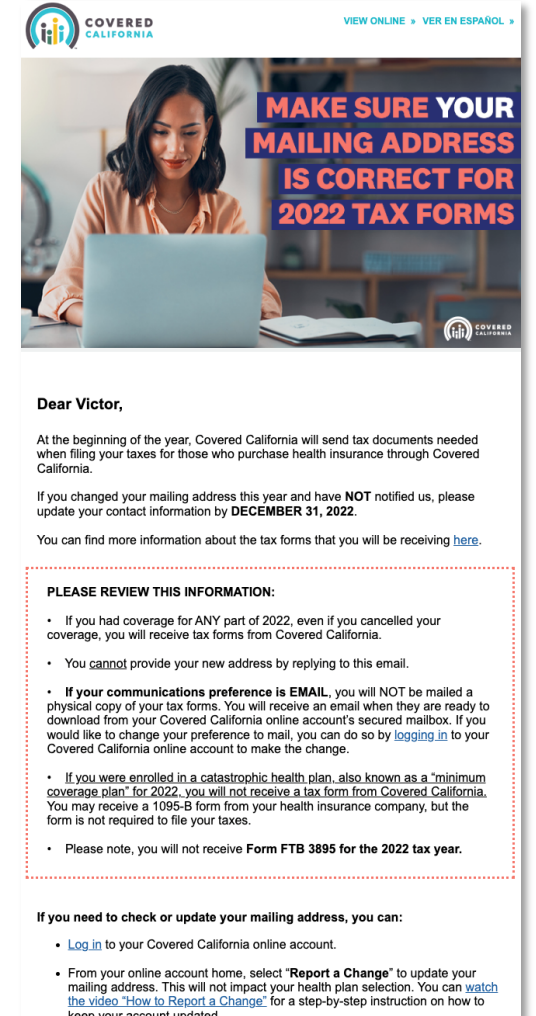 COVERED
CALIFORNIA
VIEW ONLINE » VER EN ESPAÑOL »
MAKE SURE YOUR
MAILING ADDRESS
IS CORRECT FOR
2022 TAX FORMS
COVERED
CALIFORNIA
Dear Victor,
At the beginning of the year, Covered California will send tax documents needed
when filing your taxes for those who purchase health insurance through Covered
California.
If you changed your mailing address this year and have NOT notified us, please
update your contact information by DECEMBER 31, 2022.
You can find more information about the tax forms that you will be receiving here.
PLEASE REVIEW THIS INFORMATION:
• If you had coverage for ANY part of 2022, even if you cancelled your
coverage, you will receive tax forms from Covered California.
• You cannot provide your new address by replying to this email.
• If your communications preference is EMAIL, you will NOT be mailed a
physical copy of your tax forms. You will receive an email when they are ready to
download from your Covered California online account's secured mailbox. If you
would like to change your preference to mail, you can do so by logging in to your
Covered California online account to make the change.
• If you were enrolled in a catastrophic health plan, also known as a "minimum
coverage plan" for 2022, you will not receive a tax form from Covered California.
You may receive a 1095-B form from your health insurance company, but the
form is not required to file your taxes.
• Please note, you will not receive Form FTB 3895 for the 2022 tax year.
If you need to check or update your mailing address, you can:
• Log in to your Covered California online account.
• From your online account home, select "Report a Change" to update your
mailing address. This will not impact your health plan selection. You can watch
the video "How to Report a Change" for a step-by-step instruction on how to
keep your account updated.